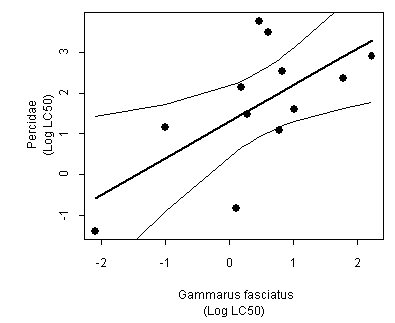 Percidae
(Log LC50)
3
2
1
0
-1
-2 -1 0 1 2
Gammarus fasciatus
(Log LC50)